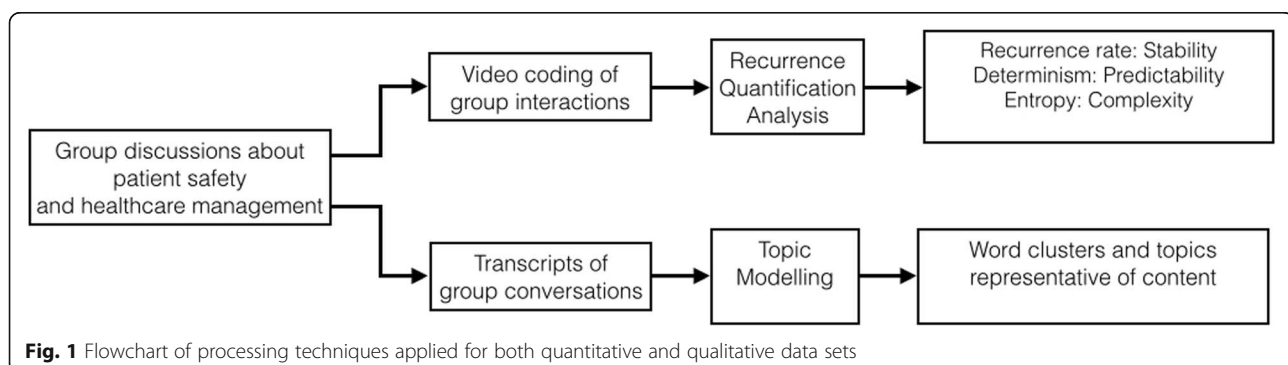 Video coding of
group interactions
Recurrence
Quantification
Analysis
Recurrence rate: Stability
Determinism: Predictability
Entropy: Complexity
Group discussions about
patient safety
and healthcare management
Transcripts of
group conversations
Topic
Modelling
Word clusters and topics
representative of content
Fig. 1 Flowchart of processing techniques applied for both quantitative and qualitative data sets